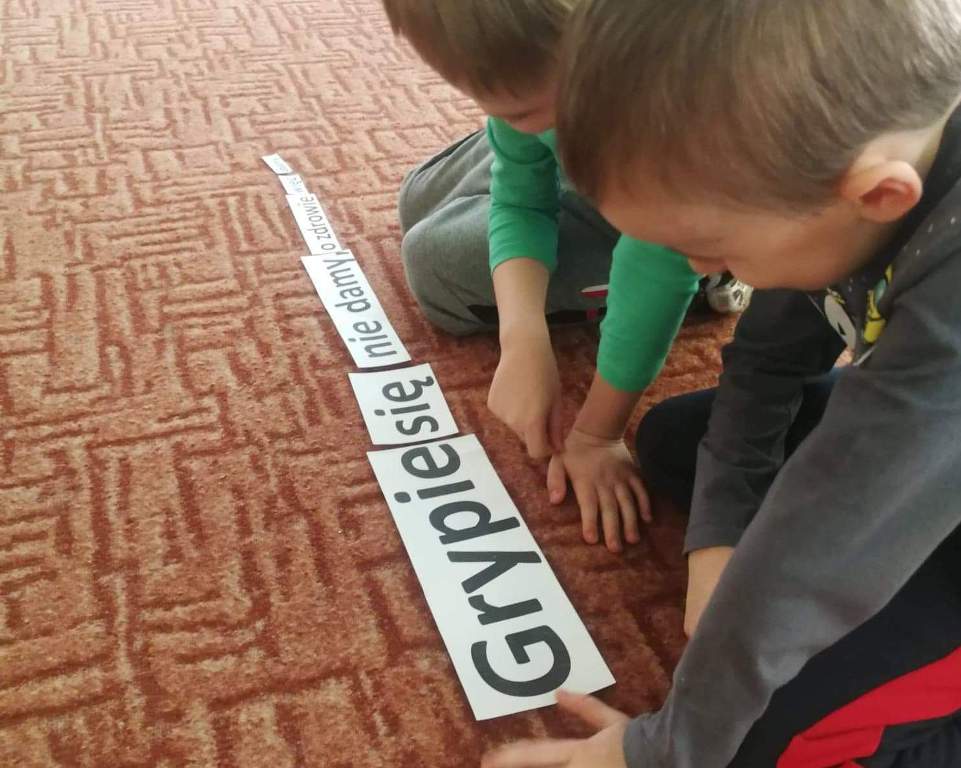 Grypie się nie damy, o zdrowie